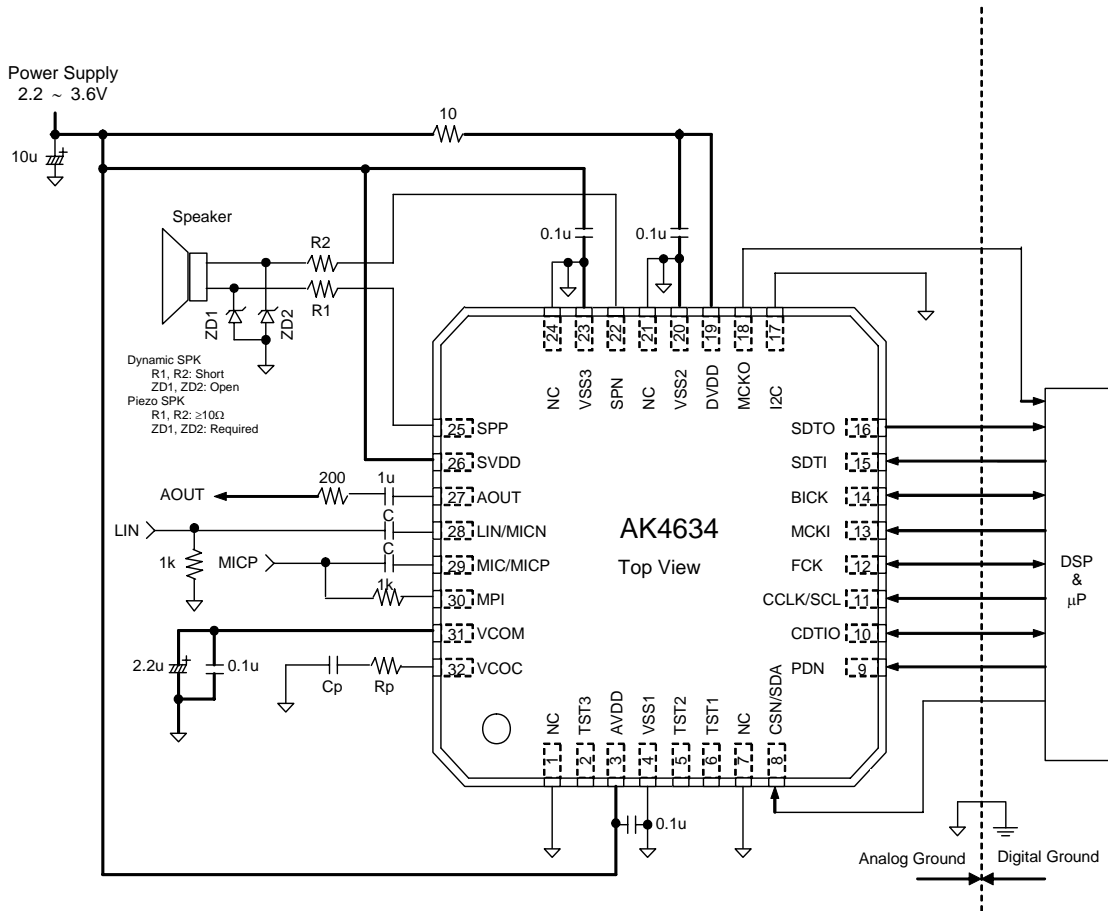 Power Supply
2.2 ~ 3.6V
10u
10
Speaker
R2
R1
ZD1
ZD2
Dynamic SPK
R1, R2: Short
ZD1, ZD2: Open
Piezo SPK
R1, R2: ≥10Ω
ZD1, ZD2: Required
0.1u
0.1u
24
23
22
21
20
19
18
17
NC
VSS3
SPN
NC
VSS2
DVDD
MCKO
I2C
25 SPP
26 SVDD
27 AOUT
28 LIN/MICN
29 MIC/MICP
30 MPI
31 VCOM
32 VCOC
AOUT
200
1u
LIN
C
C
1k
MICP
1k
2.2u
0.1u
Cp
Rp
AK4634
Top View
SDTO 16
SDTI 15
BICK 14
MCKI 13
FCK 12
CCLK/SCL 11
CDTIO 10
PDN 9
DSP
&
μP
NC
TST3
AVDD
VSS1
TST2
TST1
NC
CSN/SDA
1
2
3
4
5
6
7
8
0.1u
Analog Ground
Digital Ground